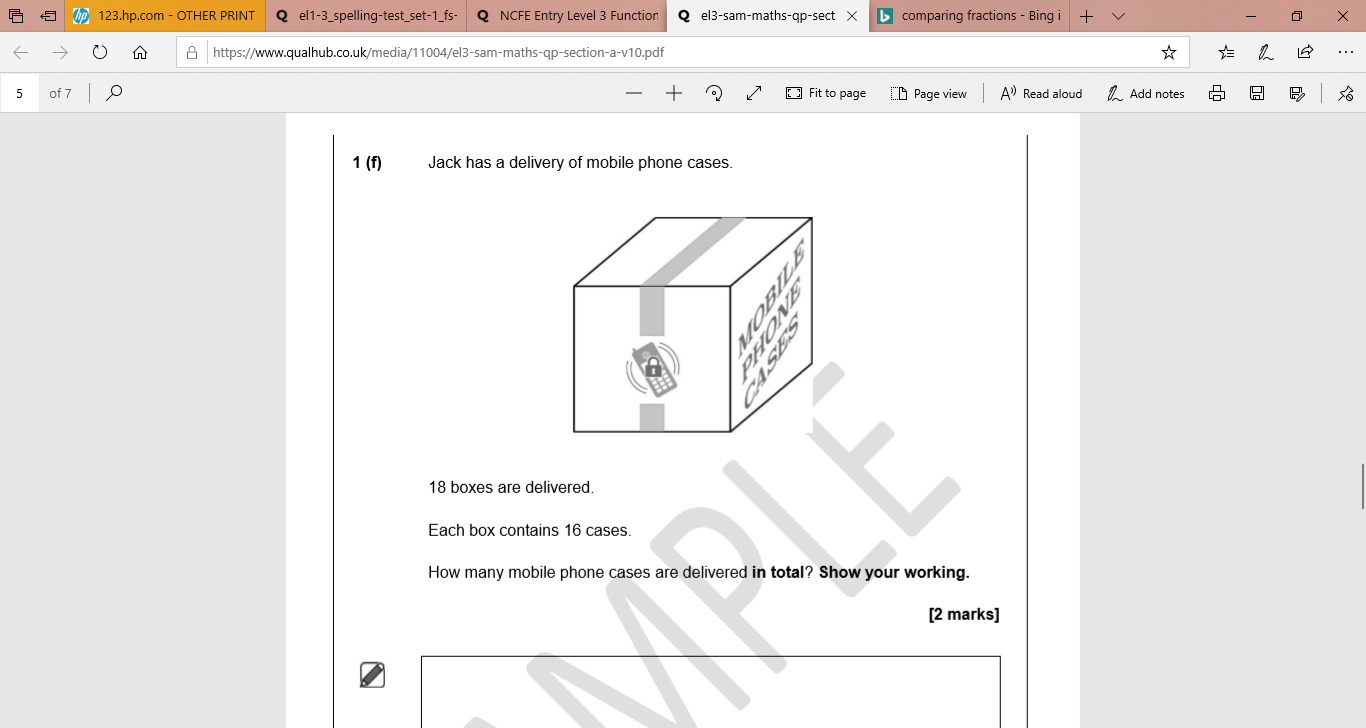 123.hp.com - OTHER PRINT
el1-3_spelling-test_set-1_fs-
NCFE Entry Level 3 Function
el3-sam-maths-qp-sect
comparing fractions - Bing i
https://www.qualhub.co.uk/media/11004/el3-sam-maths-qp-section-a-v10.pdf
5 of 7
Fit to page
Page view
Read aloud
Add notes
1 (f) Jack has a delivery of mobile phone cases.
MOBILE
PHONE
CASES
18 boxes are delivered.
Each box contains 16 cases.
How many mobile phone cases are delivered in total? Show your working.
[2 marks]
AMPLE